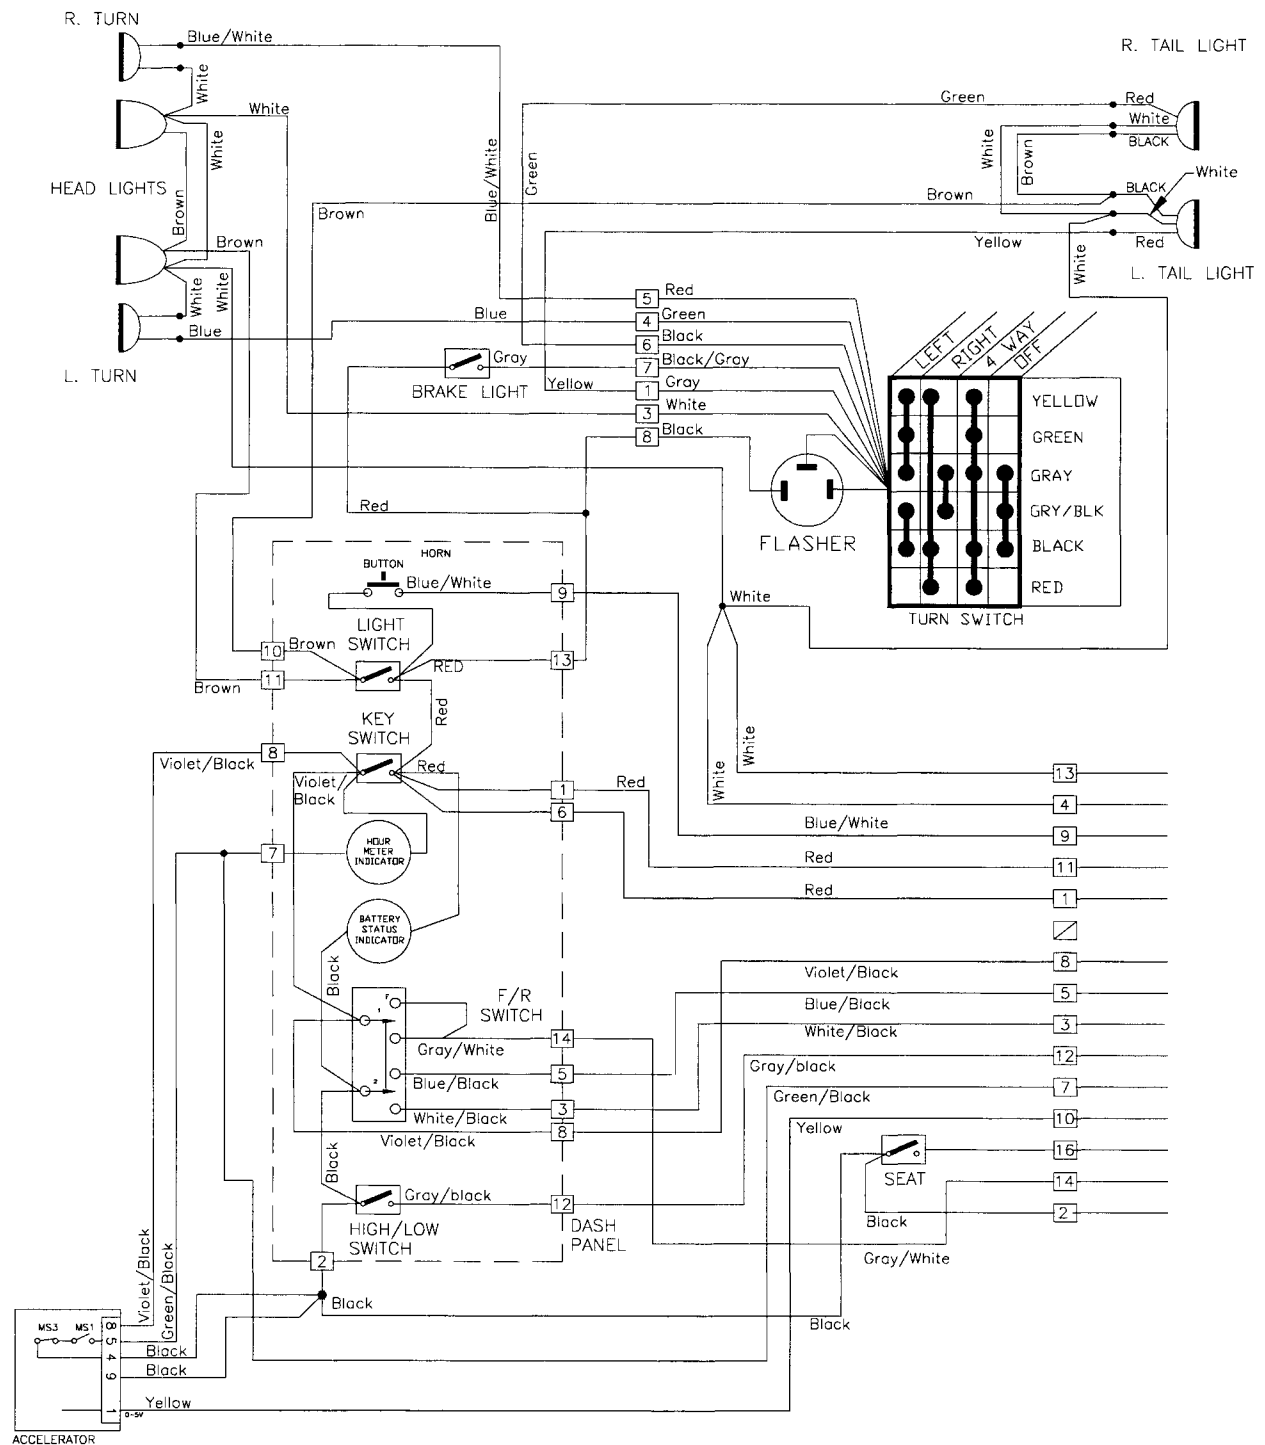 R. TURN
Blue/White
R. TAIL LIGHT
White
White
Green
Red
White
BLACK
White
White
Brown
HEAD LIGHTS
Blue/White
Green
Brown
Brown
Brown
BLACK
White
Brown
Yellow
Red
White
L. TAIL LIGHT
White
White
Blue
Blue
L. TURN
5 Red
4 Green
6 Black
7 Black/Gray
1 Gray
3 White
8 Black
Gray
BRAKE LIGHT
Yellow
LEFT
RIGHT
4 WAY
OFF
YELLOW
GREEN
GRAY
GRY/BLK
BLACK
RED
TURN SWITCH
FLASHER
Red
HORN
BUTTON
Blue/White
9
LIGHT
SWITCH
10 Brown
RED
13
11
Brown
White
Red
KEY
SWITCH
8
Violet/Black
Red
Violet/
Black
1
Red
6
White
White
13
4
Blue/White
9
Red
11
Red
1
7
HOUR
METER
INDICATOR
BATTERY
STATUS
INDICATOR
Black
8
Violet/Black
5
Blue/Black
3
White/Black
12
Gray/black
7
Green/Black
10
Yellow
16
SEAT
14
2
Black
Gray/White
F
1
2
F/R
SWITCH
Gray/White
14
Blue/Black
5
White/Black
3
Violet/Black
8
Black
Gray/black
12
HIGH/LOW
SWITCH
DASH
PANEL
2
Black
Black
Violet/Black
Green/Black
MS3
MS1
8
5
4
9
1
Black
Black
Yellow
0-5V
ACCELERATOR